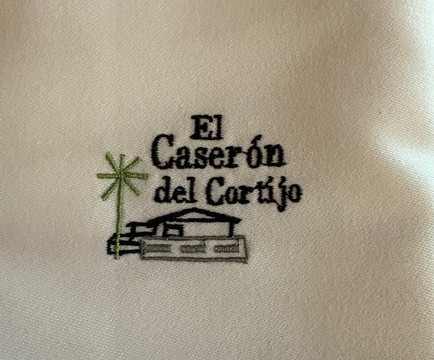 El
Caserón
del Cortijo